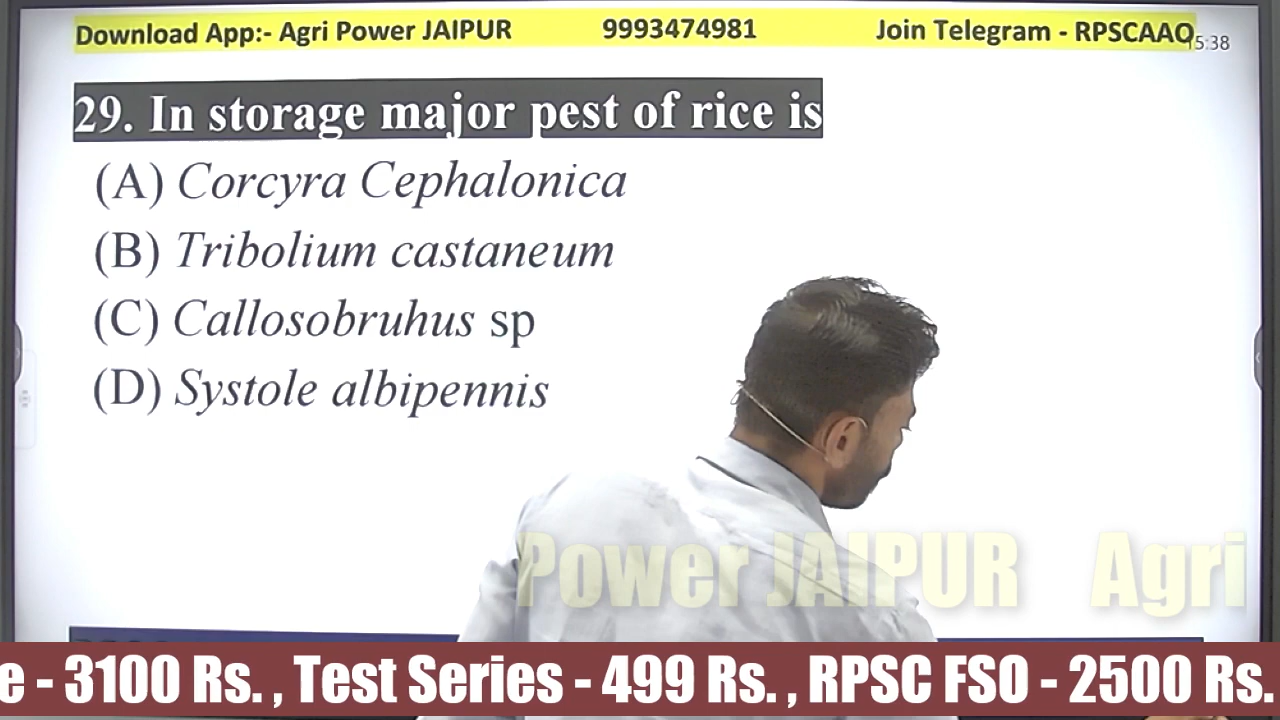 Download App:- Agri Power JAIPUR 9993474981 Join Telegram - RPSCAAO
15:38
29. In storage major pest of rice is
(A) Corcyra Cephalonica
(B) Tribolium castaneum
(C) Callosobruhus sp
(D) Systole albipennis
Power JAIPUR Agri
e - 3100 Rs. , Test Series - 499 Rs. , RPSC FSO - 2500 Rs.